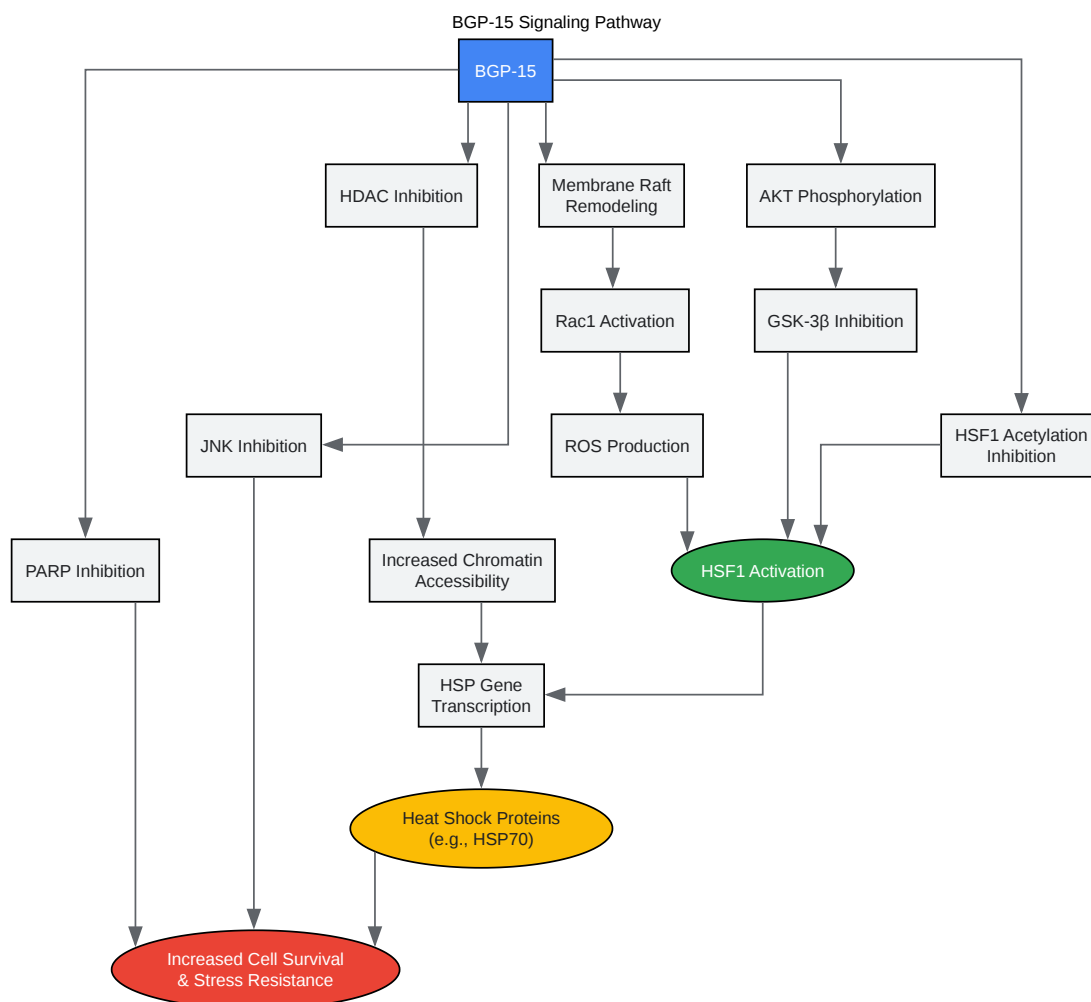 BGP-15 Signaling Pathway
BGP-15
HDAC Inhibition
Membrane Raft
Remodeling
AKT Phosphorylation
Rac1 Activation
GSK-3β Inhibition
JNK Inhibition
ROS Production
HSF1 Acetylation
Inhibition
PARP Inhibition
Increased Chromatin
Accessibility
HSF1 Activation
HSP Gene
Transcription
Heat Shock Proteins
(e.g., HSP70)
Increased Cell Survival
& Stress Resistance